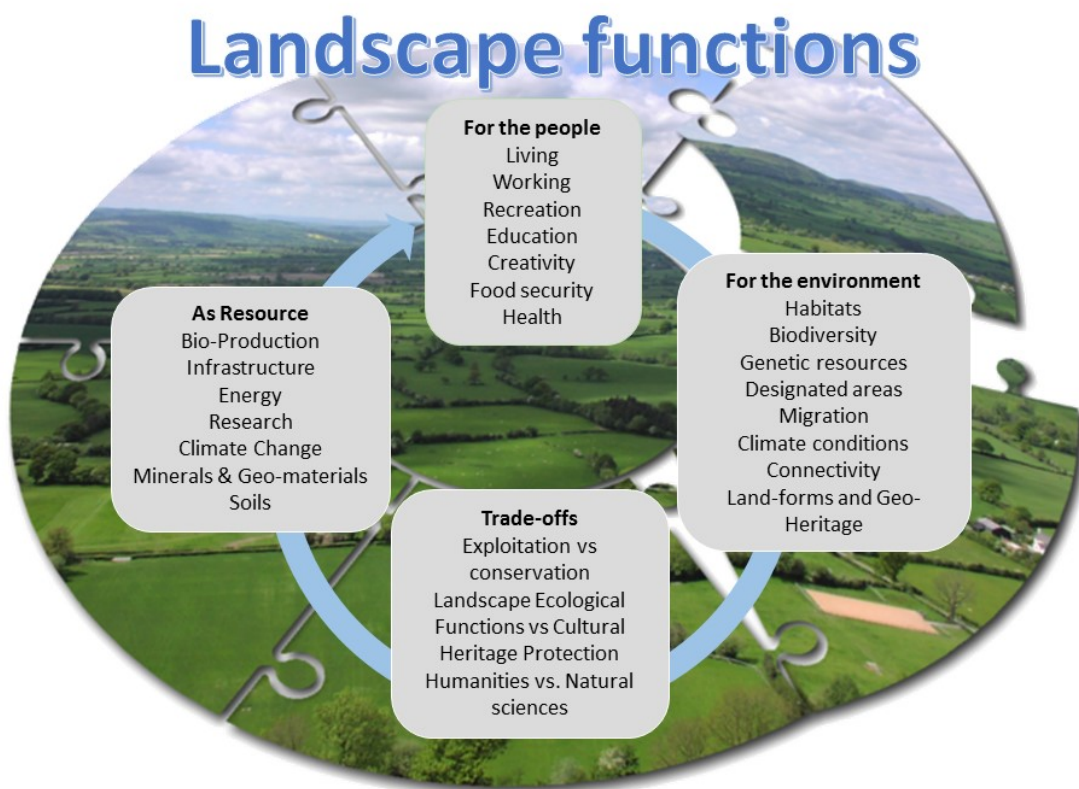 Landscape functions
For the people
Living
Working
Recreation
Education
Creativity
Food security
Health
For the environment
Habitats
Biodiversity
Genetic resources
Designated areas
Migration
Climate conditions
Connectivity
Land-forms and Geo-
Heritage
As Resource
Bio-Production
Infrastructure
Energy
Research
Climate Change
Minerals & Geo-materials
Soils
Trade-offs
Exploitation vs
conservation
Landscape Ecological
Functions vs Cultural
Heritage Protection
Humanities vs. Natural
sciences